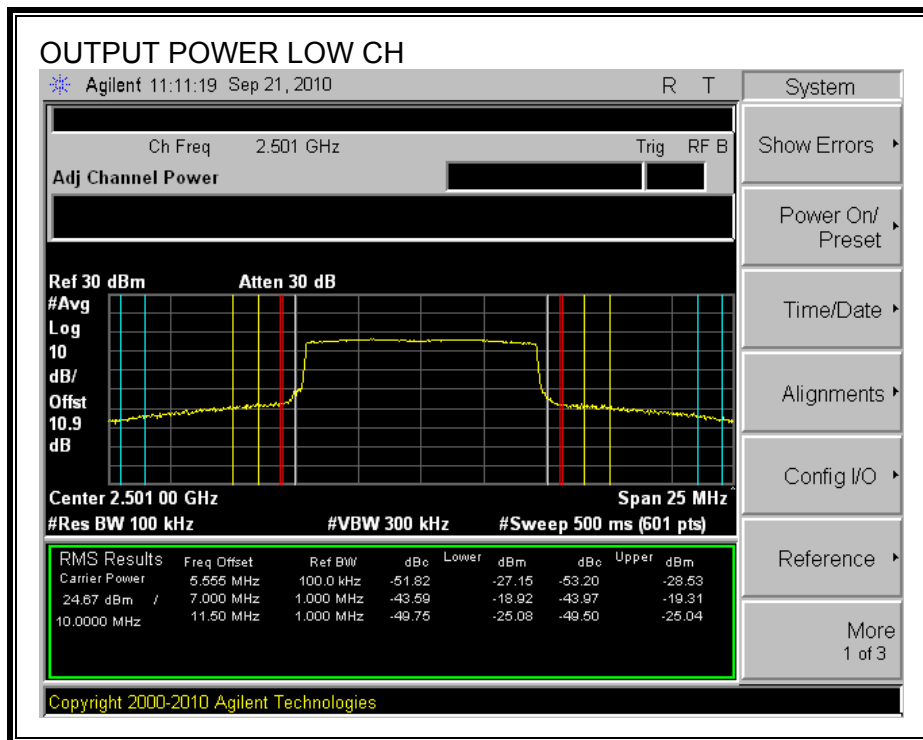 OUTPUT POWER LOW CH
Agilent 11:11:19 Sep 21, 2010 R T
System
Ch Freq 2.501 GHz Trig RF B
Adj Channel Power
Show Errors
Power On/
Preset
Time/Date
Alignments
Config I/O
Reference
More
1 of 3
Ref 30 dBm Atten 30 dB
#Avg
Log
10
dB/
Offst
10.9
dB
Center 2.501 00 GHz Span 25 MHz
#Res BW 100 kHz #VBW 300 kHz #Sweep 500 ms (601 pts)
RMS Results Freq Offset Ref BW dBc Lower dBm dBc Upper dBm
Carrier Power 5.555 MHz 100.0 kHz -51.82 -27.15 -53.20 -28.53
24.67 dBm / 7.000 MHz 1.000 MHz -43.59 -18.92 -43.97 -19.31
10.0000 MHz 11.50 MHz 1.000 MHz -49.75 -25.08 -49.50 -25.04
Copyright 2000-2010 Agilent Technologies